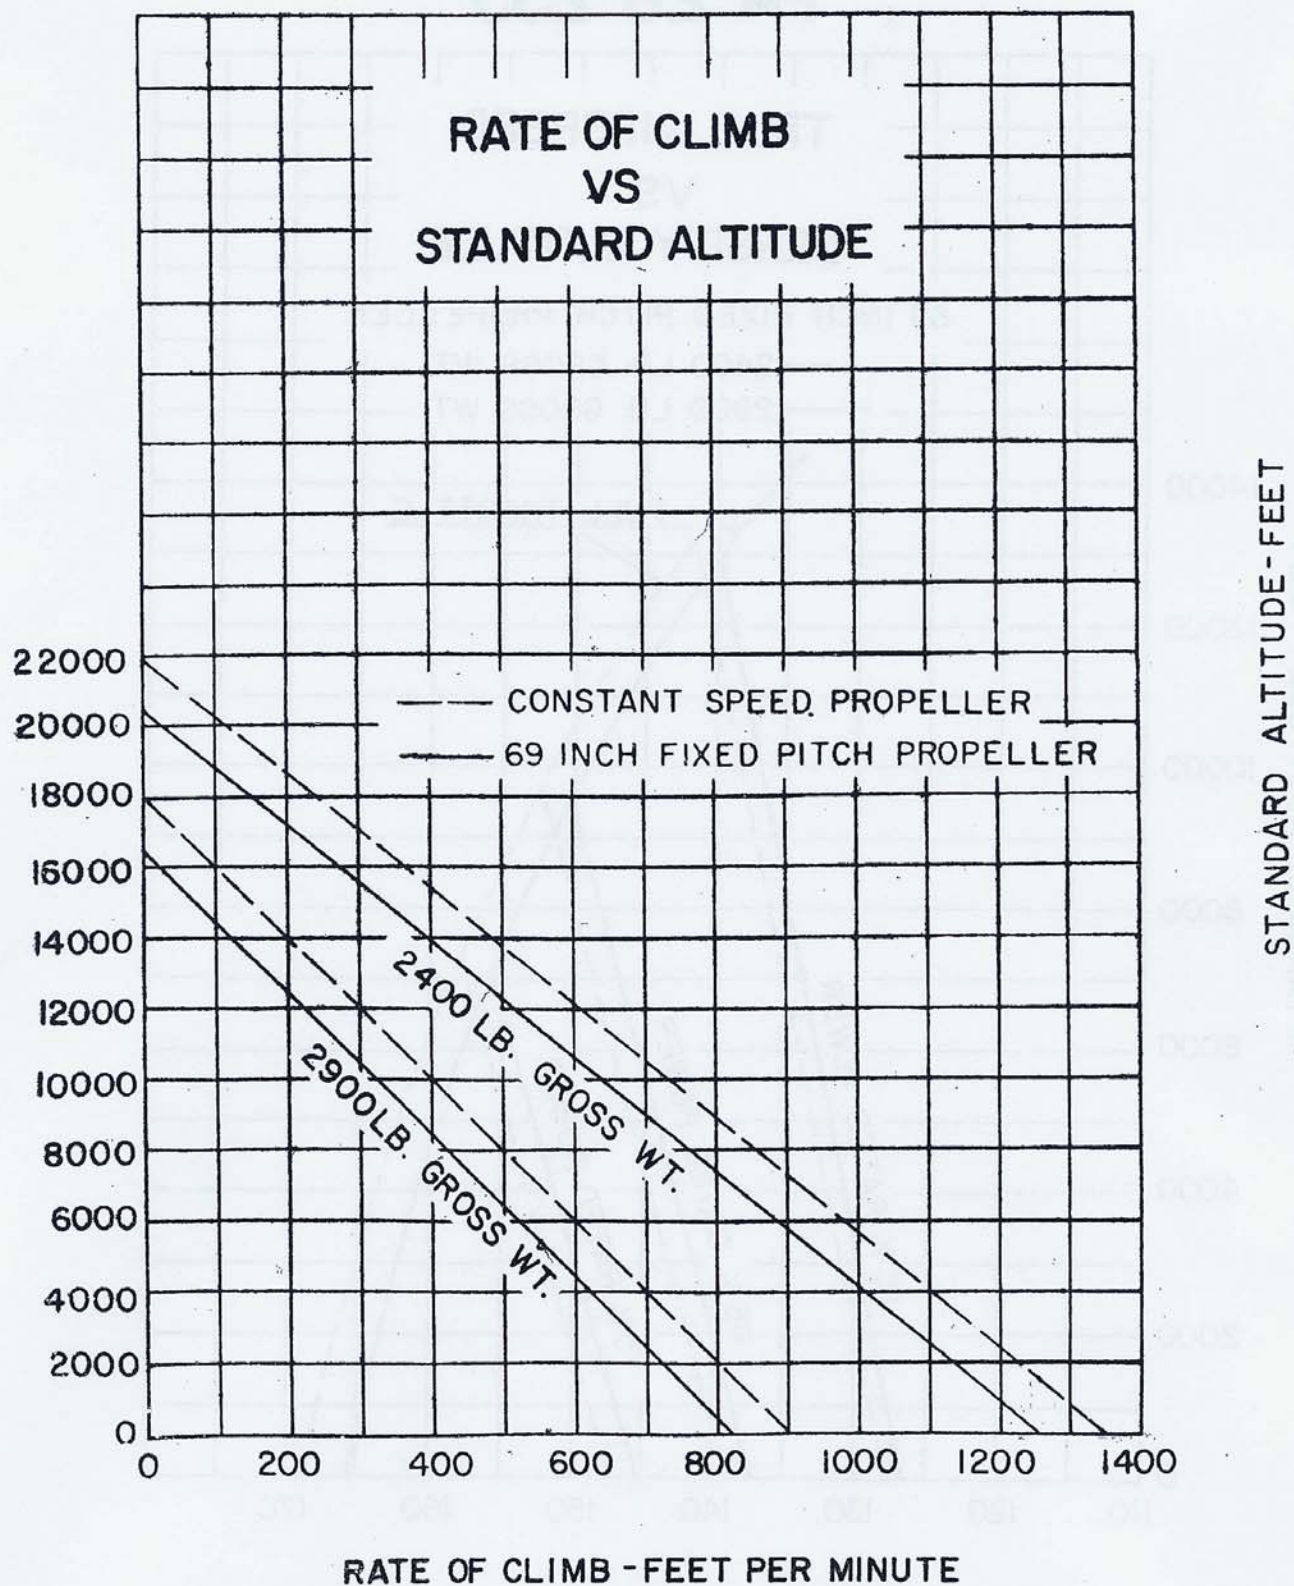 RATE OF CLIMB
VS
STANDARD ALTITUDE
22000
20000
18000
16000
14000
12000
10000
8000
6000
4000
2000
0
CONSTANT SPEED PROPELLER
69 INCH FIXED PITCH PROPELLER
2400 LB. GROSS WT.
2900 LB. GROSS WT.
STANDARD ALTITUDE-FEET
0 200 400 600 800 1000 1200 1400
RATE OF CLIMB - FEET PER MINUTE